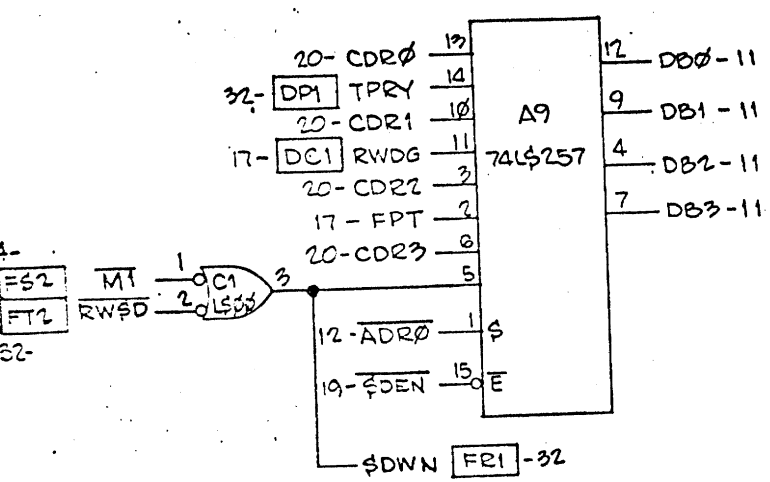 20- CDRØ 13 12 DBØ-11
32- DP1 TPRY 14
20- CDR1 10 A9 9 DB1-11
17- DC1 RWDG 11 74LS257 4 DB2-11
20- CDR2 3
17 - FPT 2 7 DB3-11
20-CDR3 6
FS2 M1 1 C1 3 5
FT2 RWSD 2 LS00
32-
12-ADRØ 1 S
19-SDEN 15 E
SDWN FR1 -32